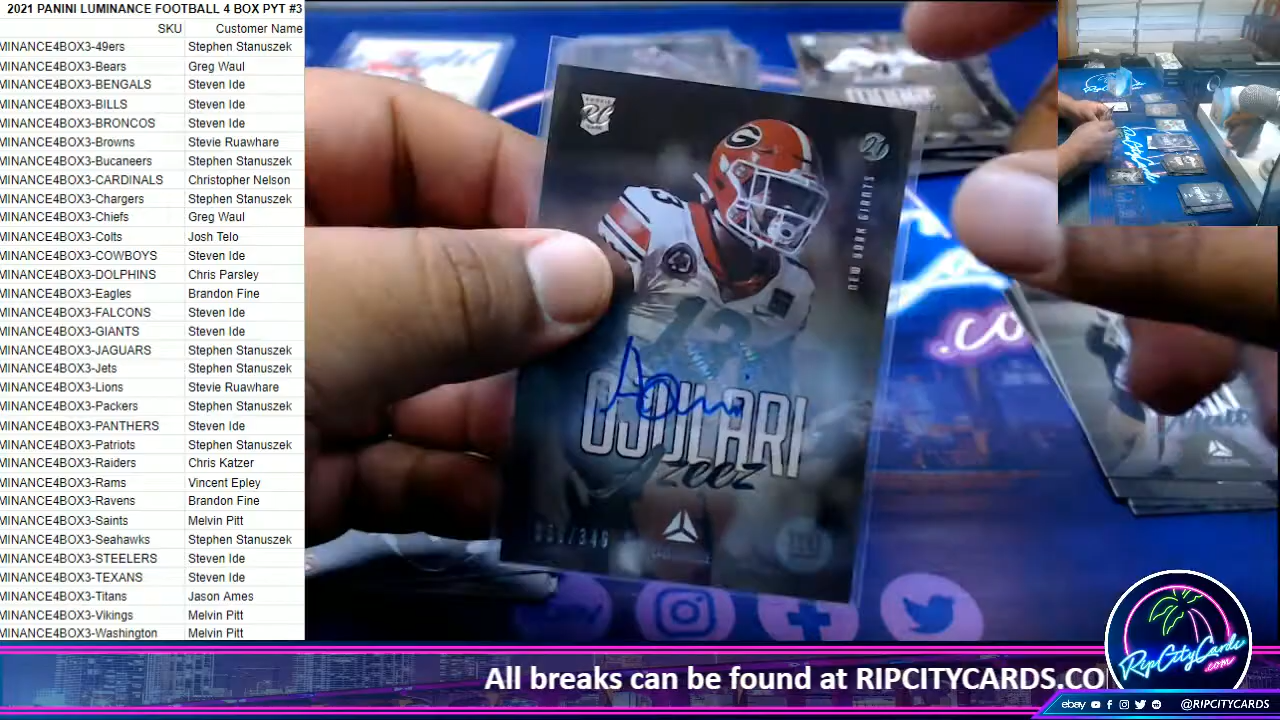 2021 PANINI LUMINANCE FOOTBALL 4 BOX PYT #3
SKU Customer Name
MINANCE4BOX3-49ers Stephen Stanuszek
MINANCE4BOX3-Bears Greg Waul
MINANCE4BOX3-BENGALS Steven Ide
MINANCE4BOX3-BILLS Steven Ide
MINANCE4BOX3-BRONCOS Steven Ide
MINANCE4BOX3-Browns Stevie Ruawhare
MINANCE4BOX3-Bucaneers Stephen Stanuszek
MINANCE4BOX3-CARDINALS Christopher Nelson
MINANCE4BOX3-Chargers Stephen Stanuszek
MINANCE4BOX3-Chiefs Greg Waul
MINANCE4BOX3-Colts Josh Telo
MINANCE4BOX3-COWBOYS Steven Ide
MINANCE4BOX3-DOLPHINS Chris Parsley
MINANCE4BOX3-Eagles Brandon Fine
MINANCE4BOX3-FALCONS Steven Ide
MINANCE4BOX3-GIANTS Steven Ide
MINANCE4BOX3-JAGUARS Stephen Stanuszek
MINANCE4BOX3-Jets Stephen Stanuszek
MINANCE4BOX3-Lions Stevie Ruawhare
MINANCE4BOX3-Packers Stephen Stanuszek
MINANCE4BOX3-PANTHERS Steven Ide
MINANCE4BOX3-Patriots Stephen Stanuszek
MINANCE4BOX3-Raiders Chris Katzer
MINANCE4BOX3-Rams Vincent Epley
MINANCE4BOX3-Ravens Brandon Fine
MINANCE4BOX3-Saints Melvin Pitt
MINANCE4BOX3-Seahawks Stephen Stanuszek
MINANCE4BOX3-STEELERS Steven Ide
MINANCE4BOX3-TEXANS Steven Ide
MINANCE4BOX3-Titans Jason Ames
MINANCE4BOX3-Vikings Melvin Pitt
MINANCE4BOX3-Washington Melvin Pitt
RC
G
NEW YORK GIANTS
13
OJULARI
zeez
.co
All breaks can be found at RIPCITYCARDS.CO
RipCityCards
.com
ebay @RIPCITYCARDS